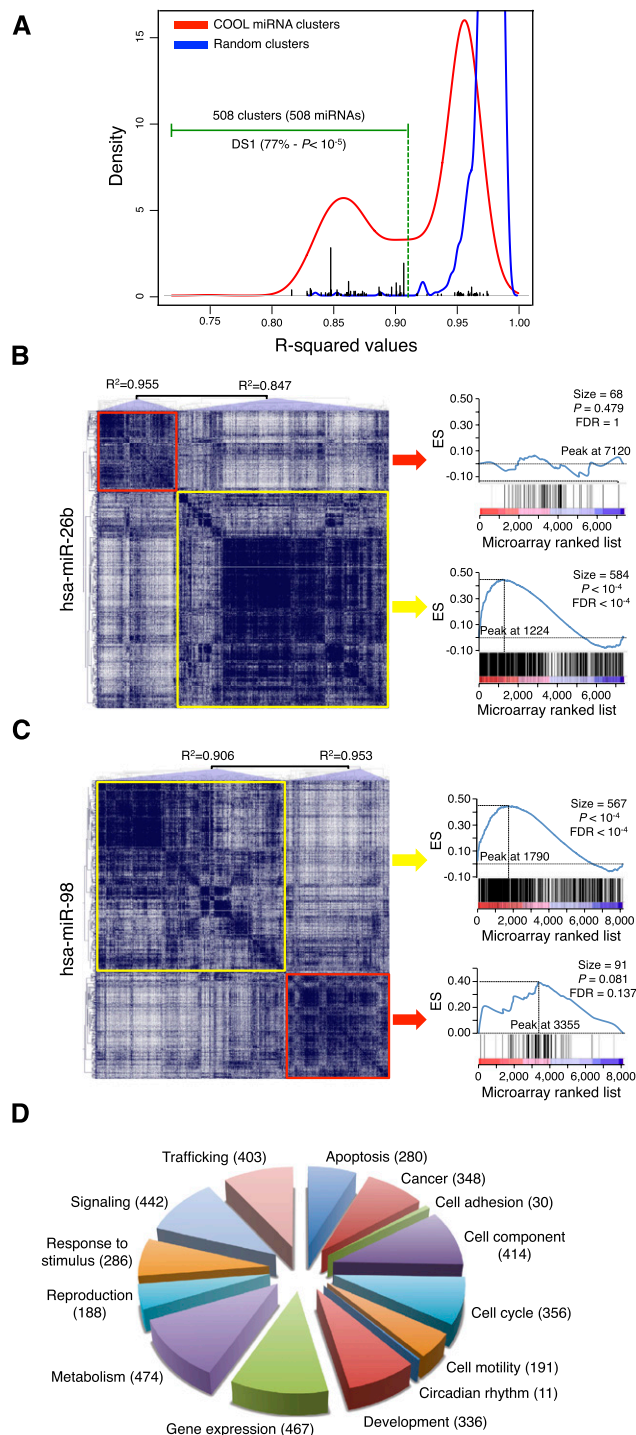 A
COOL miRNA clusters
Random clusters
508 clusters (508 miRNAs)
DS1 (77% - P< 10-5)
Density
15
10
5
0
0.75 0.80 0.85 0.90 0.95 1.00
R-squared values
B
R2=0.955 R2=0.847
hsa-miR-26b
ES
0.50
0.10
-0.10
Size = 68
P = 0.479
FDR = 1
Peak at 7120
0 2,000 4,000 6,000
Microarray ranked list
ES
0.50
0.10
-0.10
Size = 584
P < 10-4
FDR < 10-4
Peak at 1224
0 2,000 4,000 6,000
Microarray ranked list
C
R2=0.906 R2=0.953
hsa-miR-98
ES
0.50
0.10
-0.10
Size = 567
P < 10-4
FDR < 10-4
Peak at 1790
0 2,000 4,000 6,000 8,000
Microarray ranked list
ES
0.40
0.00
Size = 91
P = 0.081
FDR = 0.137
Peak at 3355
0 2,000 4,000 6,000 8,000
Microarray ranked list
D
Trafficking (403)
Apoptosis (280)
Cancer (348)
Cell adhesion (30)
Cell component
(414)
Cell cycle (356)
Cell motility (191)
Circadian rhythm (11)
Development (336)
Gene expression (467)
Metabolism (474)
Reproduction
(188)
Response to
stimulus (286)
Signaling (442)